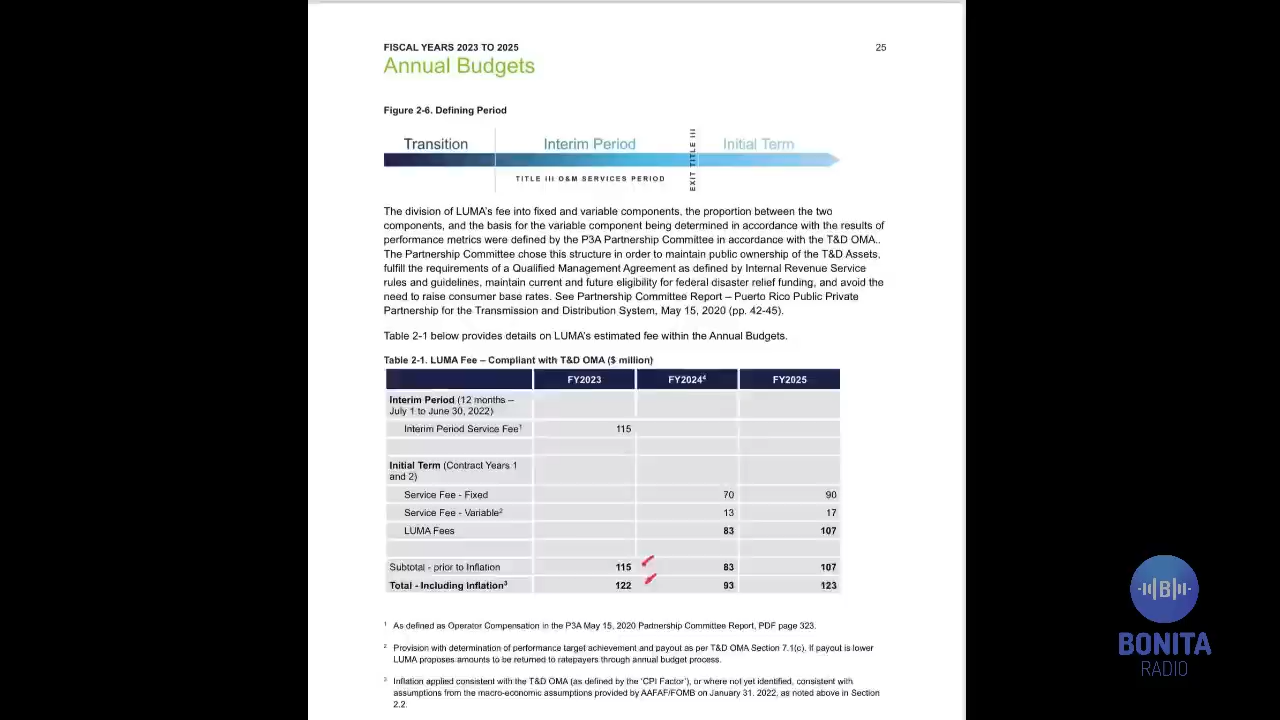 FISCAL YEARS 2023 TO 2025 25
Annual Budgets
Figure 2-6. Defining Period
Transition Interim Period Initial Term
EXIT TITLE III
TITLE III O&M SERVICES PERIOD
The division of LUMA's fee into fixed and variable components, the proportion between the two
components, and the basis for the variable component being determined in accordance with the results of
performance metrics were defined by the P3A Partnership Committee in accordance with the T&D OMA..
The Partnership Committee chose this structure in order to maintain public ownership of the T&D Assets,
fulfill the requirements of a Qualified Management Agreement as defined by Internal Revenue Service
rules and guidelines, maintain current and future eligibility for federal disaster relief funding, and avoid the
need to raise consumer base rates. See Partnership Committee Report – Puerto Rico Public Private
Partnership for the Transmission and Distribution System, May 15, 2020 (pp. 42-45).
Table 2-1 below provides details on LUMA's estimated fee within the Annual Budgets.
Table 2-1. LUMA Fee – Compliant with T&D OMA ($ million)
FY2023 FY2024⁴ FY2025
Interim Period (12 months –
July 1 to June 30, 2022)
Interim Period Service Fee¹ 115
Initial Term (Contract Years 1
and 2)
Service Fee - Fixed 70 90
Service Fee - Variable² 13 17
LUMA Fees 83 107
Subtotal - prior to Inflation 115 83 107
Total - Including Inflation³ 122 93 123
¹ As defined as Operator Compensation in the P3A May 15, 2020 Partnership Committee Report, PDF page 323.
² Provision with determination of performance target achievement and payout as per T&D OMA Section 7.1(c). If payout is lower
LUMA proposes amounts to be returned to ratepayers through annual budget process.
³ Inflation applied consistent with the T&D OMA (as defined by the 'CPI Factor'), or where not yet identified, consistent with
assumptions from the macro-economic assumptions provided by AAFAF/FOMB on January 31. 2022, as noted above in Section
2.2.
B
BONITA
RADIO